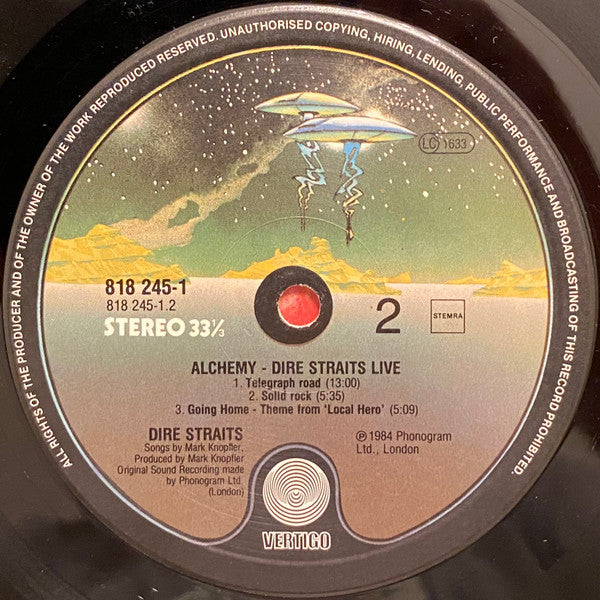 ALL RIGHTS OF THE PRODUCER AND OF THE OWNER OF THE WORK REPRODUCED RESERVED. UNAUTHORISED COPYING, HIRING, LENDING, PUBLIC PERFORMANCE AND BROADCASTING OF THIS RECORD PROHIBITED.
LC 1633
818 245-1
818 245-1.2
STEREO 33⅓
2
STEMRA
ALCHEMY - DIRE STRAITS LIVE
1. Telegraph road (13:00)
2. Solid rock (5:35)
3. Going Home - Theme from 'Local Hero' (5:09)
DIRE STRAITS
Songs by Mark Knopfler,
Produced by Mark Knopfler
Original Sound Recording made
by Phonogram Ltd.
(London)
℗ 1984 Phonogram
Ltd., London
VERTIGO